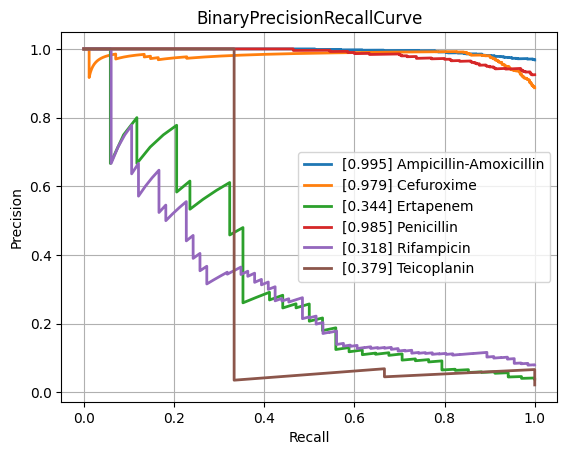 BinaryPrecisionRecallCurve
Precision
1.0
0.8
0.6
0.4
0.2
0.0
[0.995] Ampicillin-Amoxicillin
[0.979] Cefuroxime
[0.344] Ertapenem
[0.985] Penicillin
[0.318] Rifampicin
[0.379] Teicoplanin
0.0 0.2 0.4 0.6 0.8 1.0
Recall